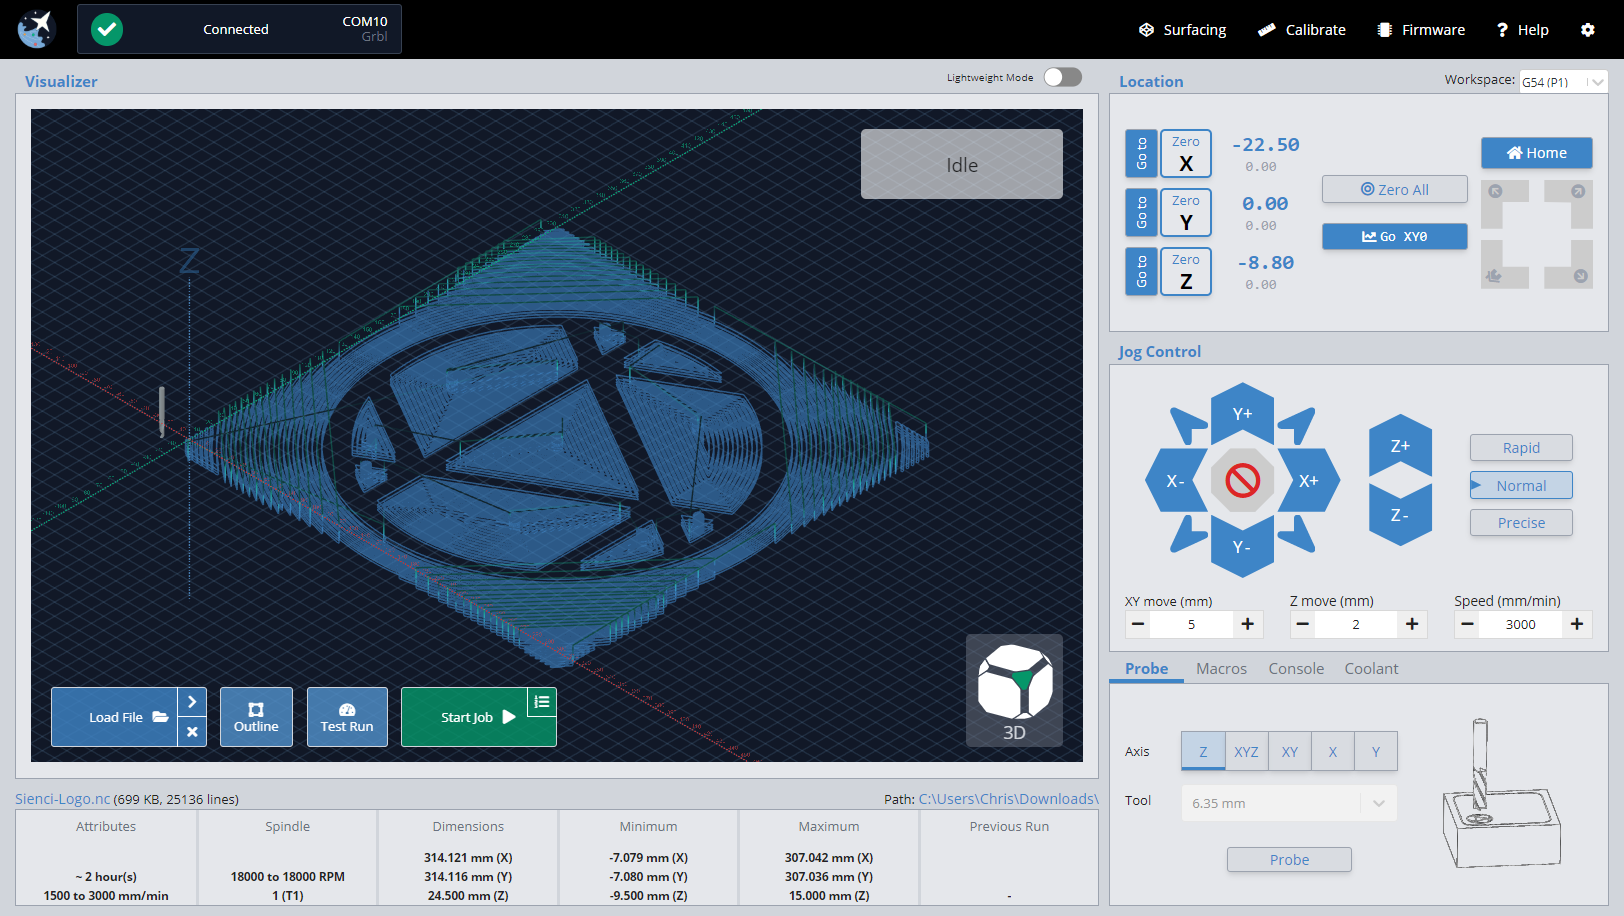 Connected
COM10
Grbl
Surfacing
Calibrate
Firmware
? Help
Visualizer
Lightweight Mode
Location
Workspace: G54 (P1)
Idle
Z
3D
Load File
Outline
Test Run
Start Job
Go to
Zero
X
-22.50
0.00
Go to
Zero
Y
0.00
0.00
Go to
Zero
Z
-8.80
0.00
Zero All
Go XY0
Home
Jog Control
Y+
X-
X+
Y-
Z+
Z-
Rapid
Normal
Precise
XY move (mm)
5
Z move (mm)
2
Speed (mm/min)
3000
Sienci-Logo.nc (699 KB, 25136 lines)
Path: C:\Users\Chris\Downloads\
Attributes
~ 2 hour(s)
1500 to 3000 mm/min
Spindle
18000 to 18000 RPM
1 (T1)
Dimensions
314.121 mm (X)
314.116 mm (Y)
24.500 mm (Z)
Minimum
-7.079 mm (X)
-7.080 mm (Y)
-9.500 mm (Z)
Maximum
307.042 mm (X)
307.036 mm (Y)
15.000 mm (Z)
Previous Run
-
Probe Macros Console Coolant
Axis Z XYZ XY X Y
Tool 6.35 mm
Probe